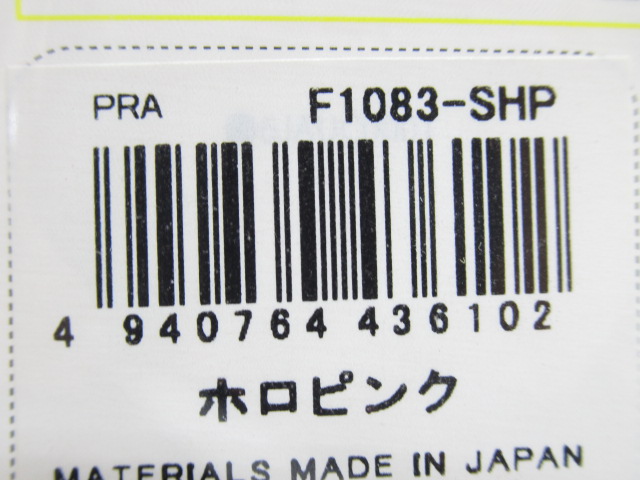 PRA F1083-SHP
4 940764 436102
ホロピンク
MATERIALS MADE IN JAPAN